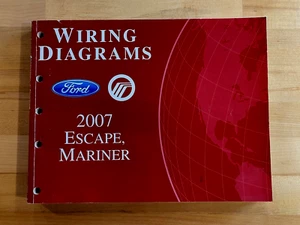 WIRING
DIAGRAMS
Ford
2007
ESCAPE,
MARINER